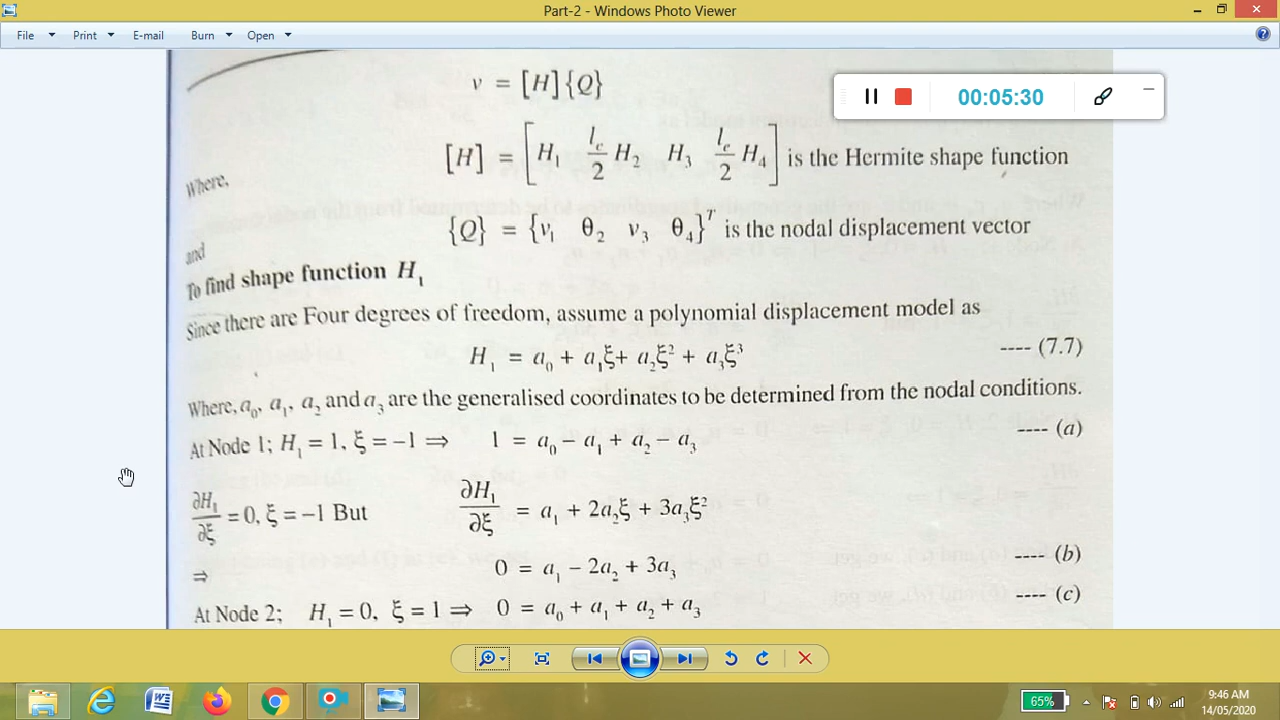 Part-2 - Windows Photo Viewer
File Print E-mail Burn Open
v = [H]{Q}
00:05:30
Where, [H] = [H₁ lₑ/2 H₂ H₃ lₑ/2 H₄] is the Hermite shape function
and {Q} = {v₁ θ₂ v₃ θ₄}ᵀ is the nodal displacement vector
To find shape function H₁
Since there are Four degrees of freedom, assume a polynomial displacement model as
H₁ = a₀ + a₁ξ+ a₂ξ² + a₃ξ³ ---- (7.7)
Where, a₀, a₁, a₂ and a₃ are the generalised coordinates to be determined from the nodal conditions.
At Node 1; H₁ = 1, ξ = −1 ⇒ 1 = a₀ − a₁ + a₂ − a₃ ---- (a)
∂H₁/∂ξ = 0, ξ = −1 But ∂H₁/∂ξ = a₁ + 2a₂ξ + 3a₃ξ²
⇒ 0 = a₁ − 2a₂ + 3a₃ ---- (b)
At Node 2; H₁ = 0, ξ = 1 ⇒ 0 = a₀ + a₁ + a₂ + a₃ ---- (c)
65%
9:46 AM
14/05/2020